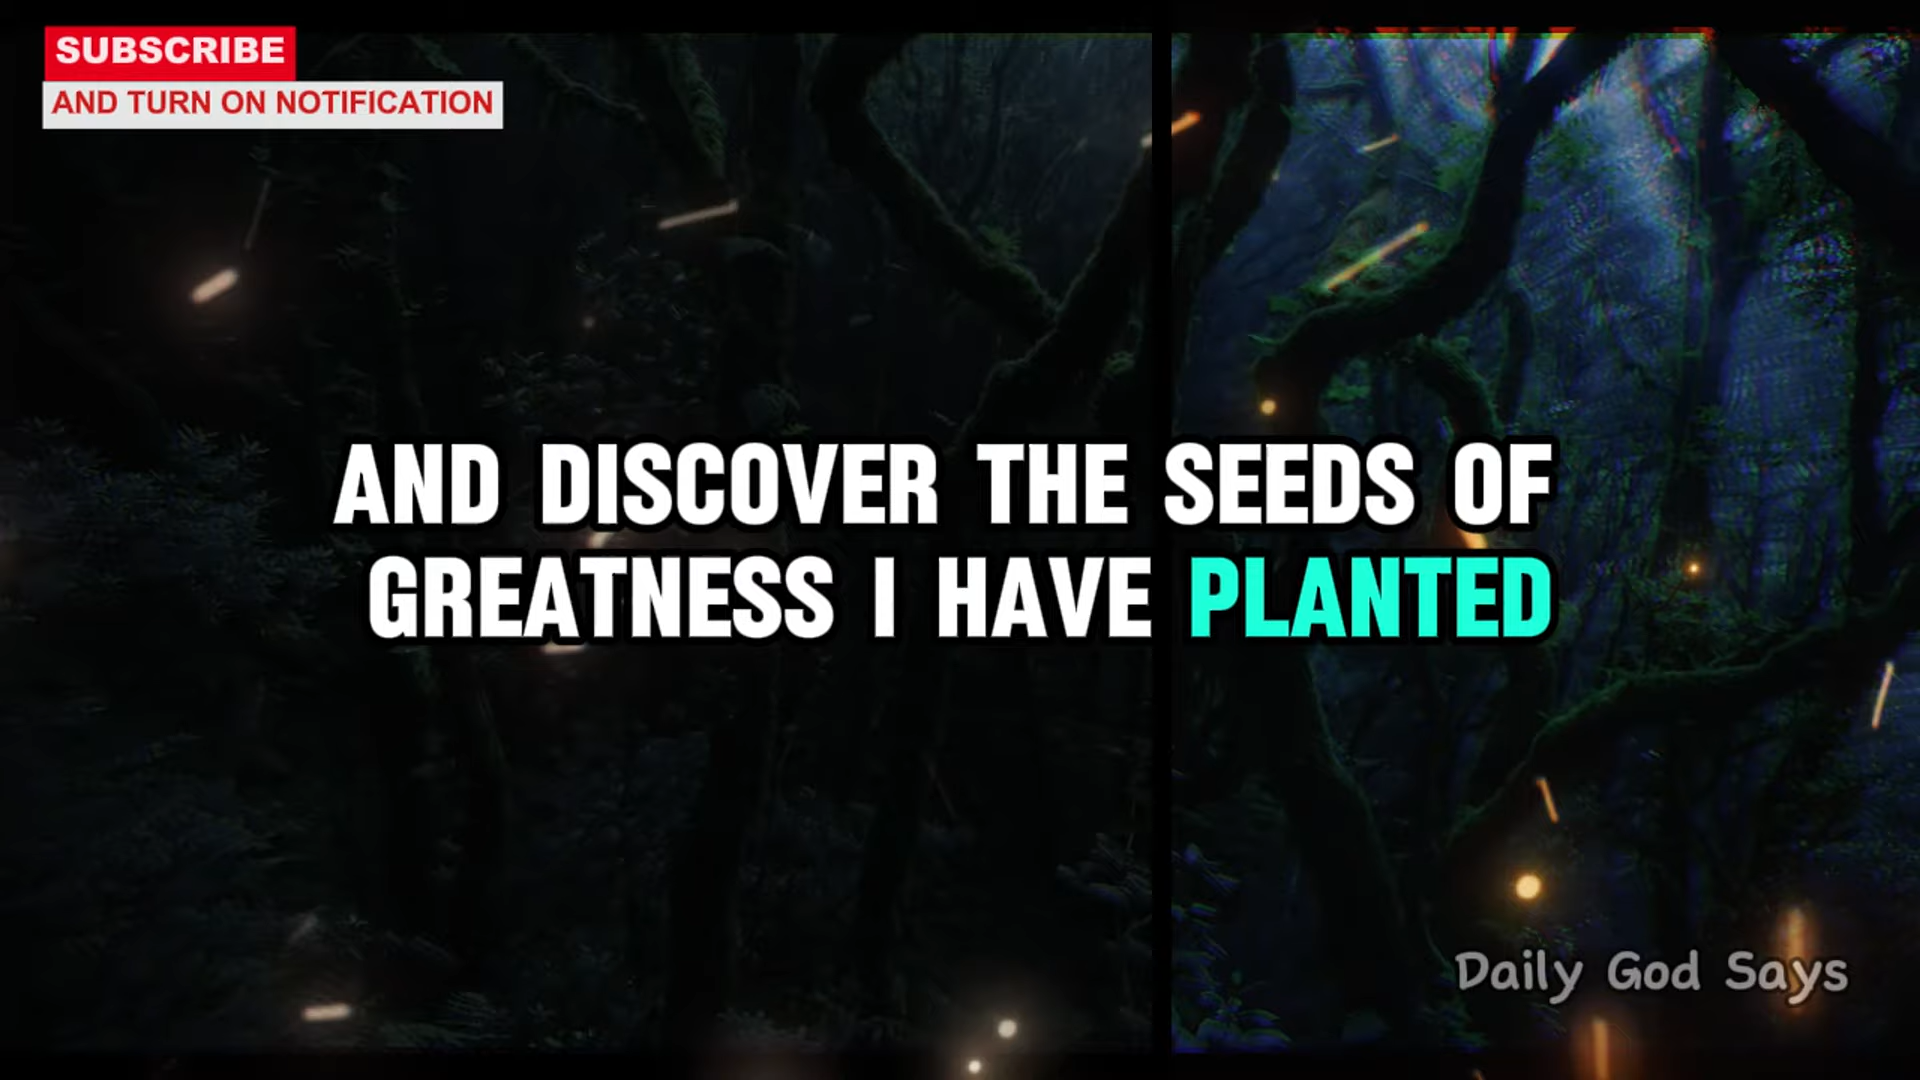 SUBSCRIBE
AND TURN ON NOTIFICATION
AND DISCOVER THE SEEDS OF
GREATNESS I HAVE PLANTED
Daily God Says